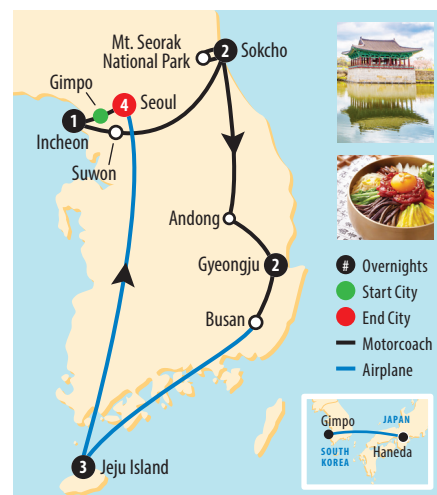 Mt. Seorak
National Park
2
Sokcho
Gimpo
4
Seoul
1
Incheon
Suwon
Andong
Gyeongju
2
Busan
3
Jeju Island
# Overnights
Start City
End City
Motorcoach
Airplane
Gimpo
JAPAN
SOUTH
KOREA
Haneda